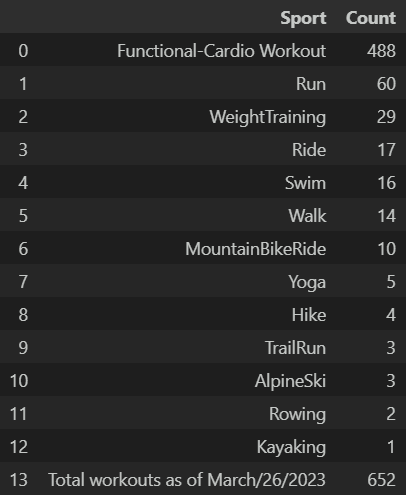 Sport Count
0 Functional-Cardio Workout 488
1 Run 60
2 WeightTraining 29
3 Ride 17
4 Swim 16
5 Walk 14
6 MountainBikeRide 10
7 Yoga 5
8 Hike 4
9 TrailRun 3
10 AlpineSki 3
11 Rowing 2
12 Kayaking 1
13 Total workouts as of March/26/2023 652